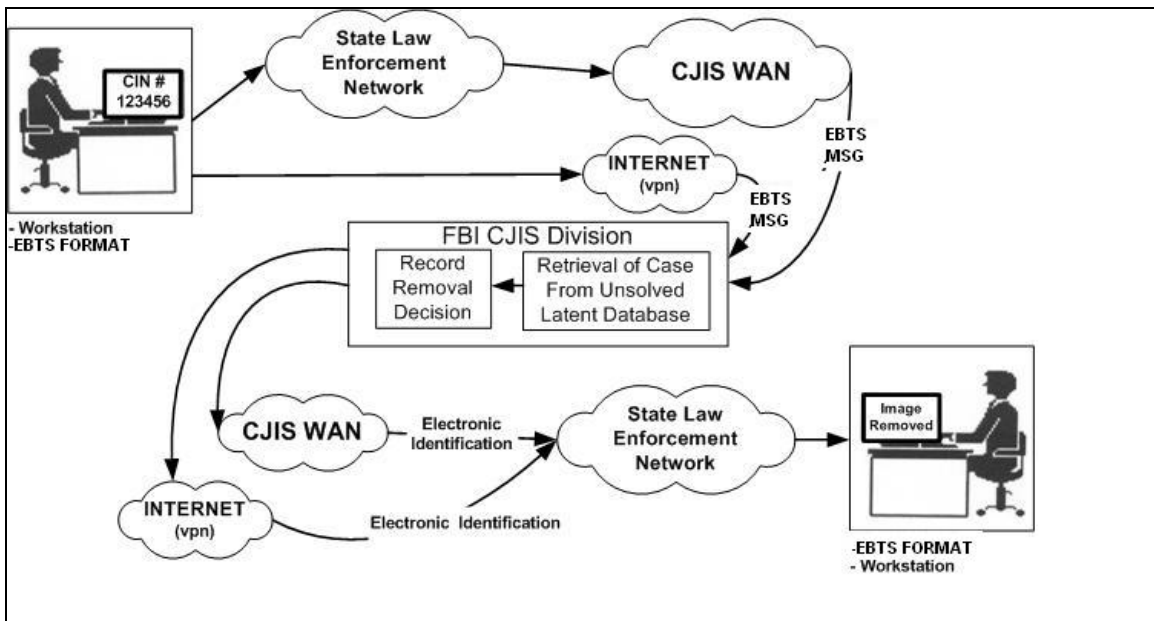 CIN #
123456
- Workstation
-EBTS FORMAT
State Law
Enforcement
Network
CJIS WAN
EBTS
MSG
INTERNET
(vpn)
EBTS
MSG
FBI CJIS Division
Record
Removal
Decision
Retrieval of Case
From Unsolved
Latent Database
CJIS WAN
Electronic
Identification
INTERNET
(vpn)
Electronic Identification
State Law
Enforcement
Network
Image
Removed
-EBTS FORMAT
- Workstation